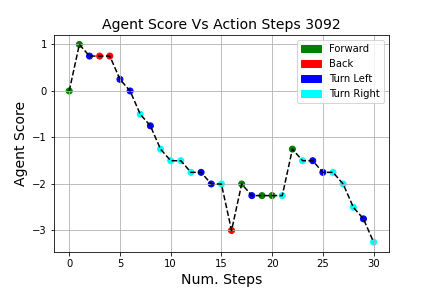 Agent Score Vs Action Steps 3092
Agent Score
1
0
−1
−2
−3
Forward
Back
Turn Left
Turn Right
0 5 10 15 20 25 30
Num. Steps